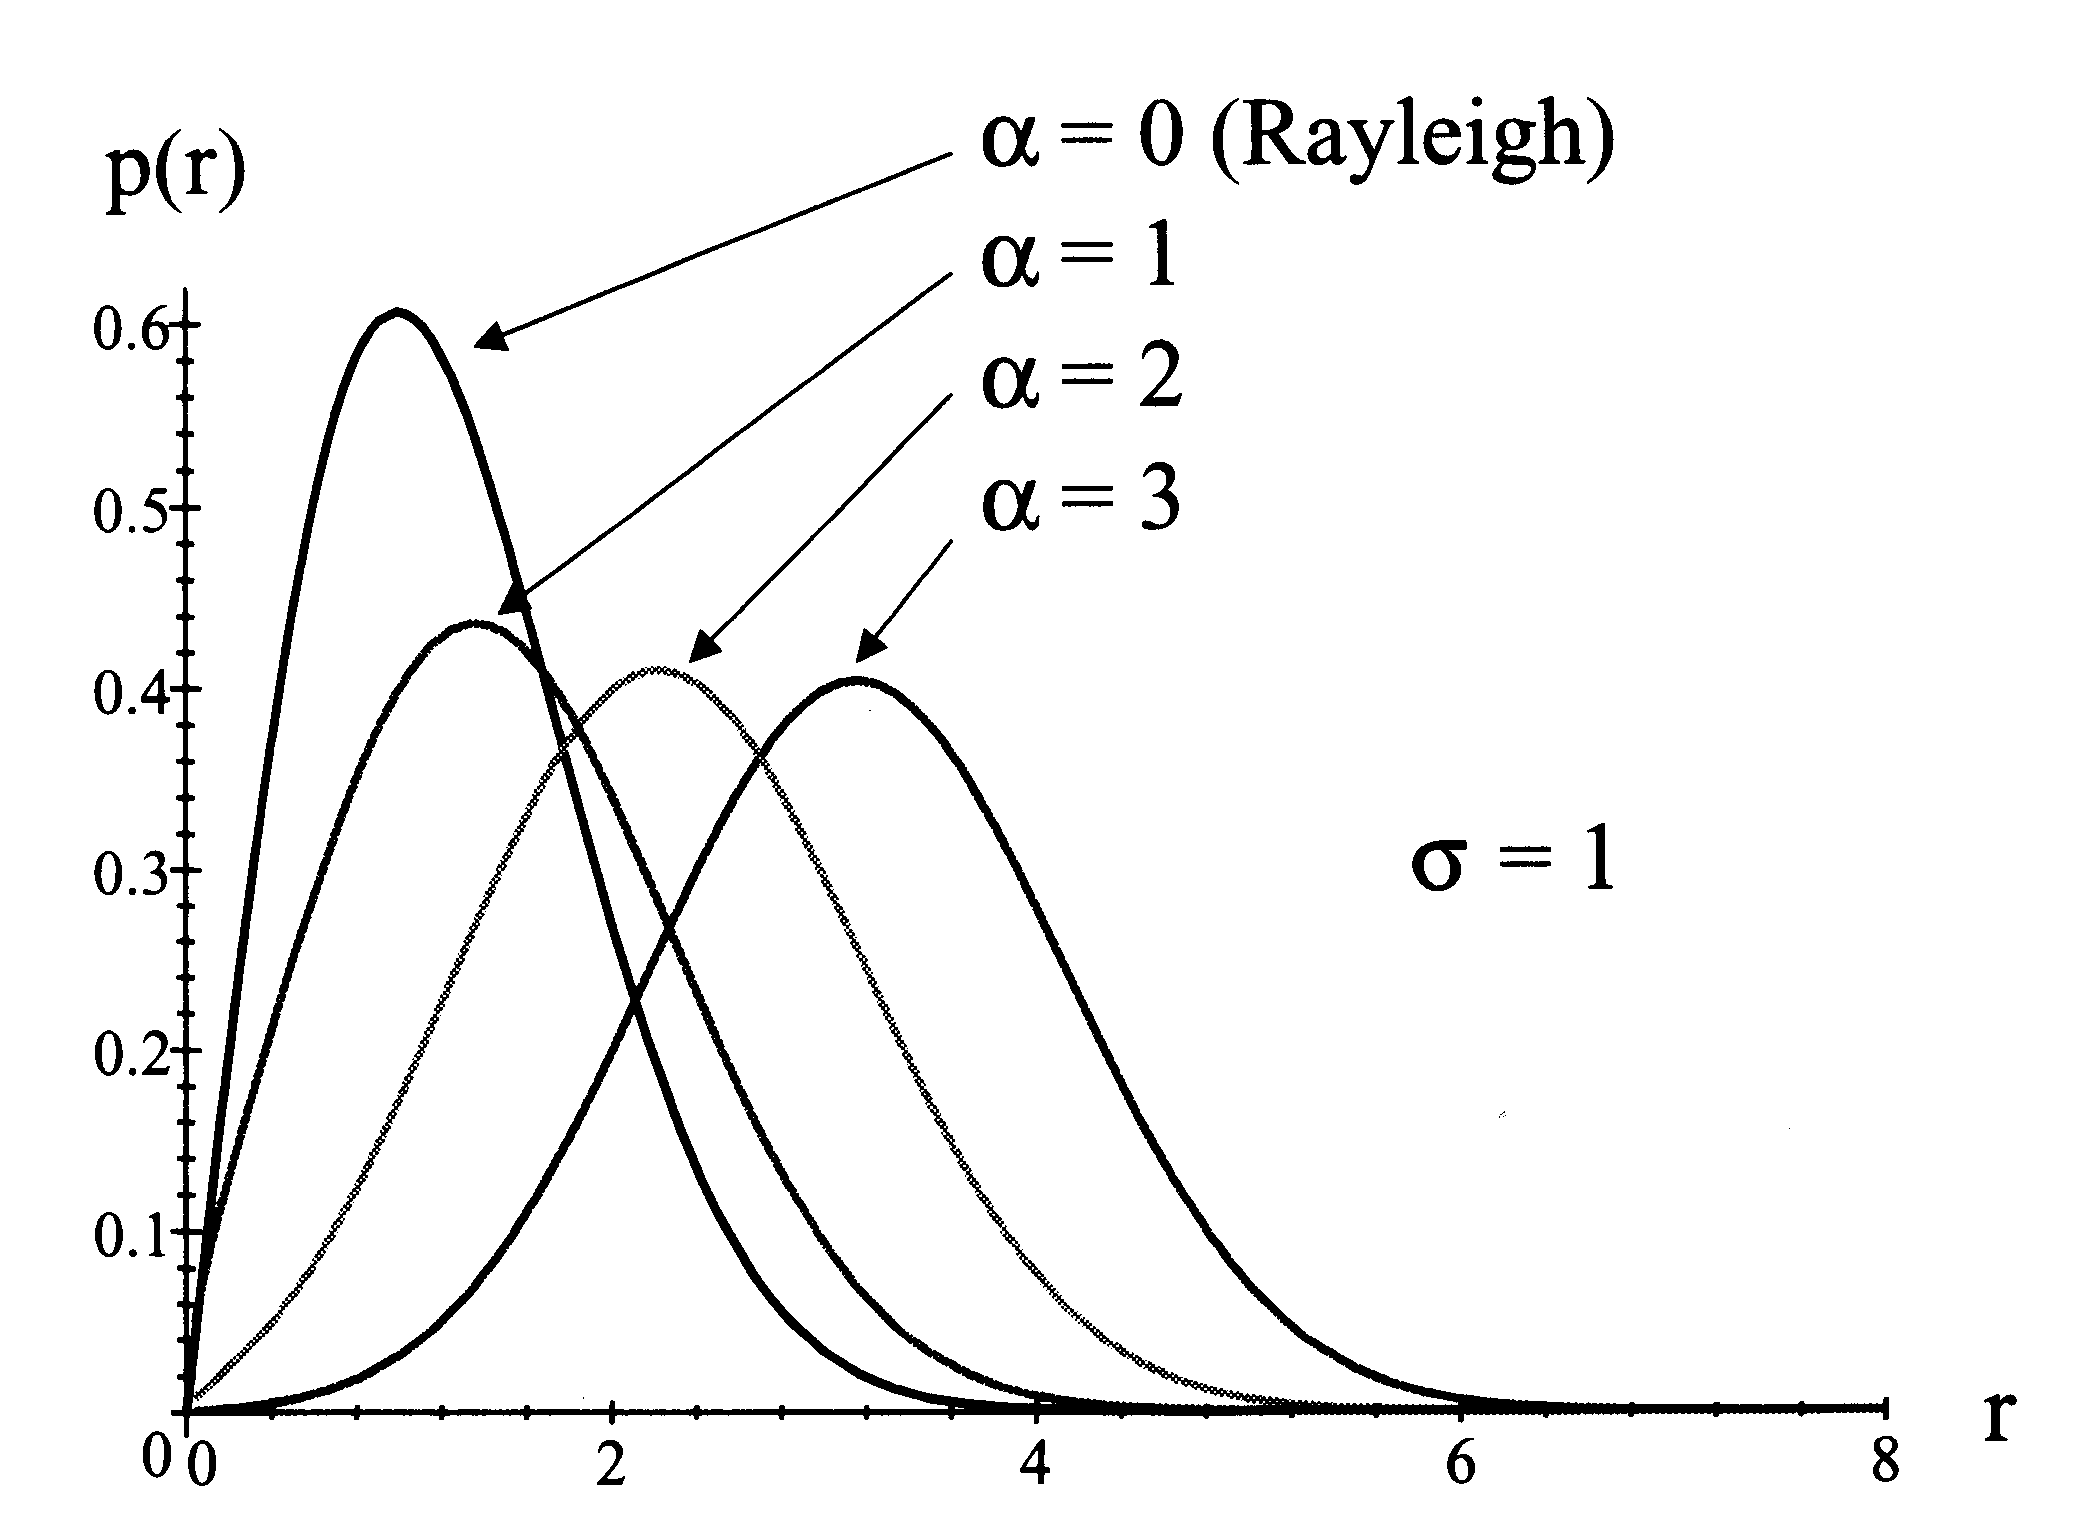 α = 0 (Rayleigh)
p(r)
α = 1
α = 2
α = 3
0.6
0.5
0.4
0.3
0.2
0.1
σ = 1
0
0 2 4 6 8
r